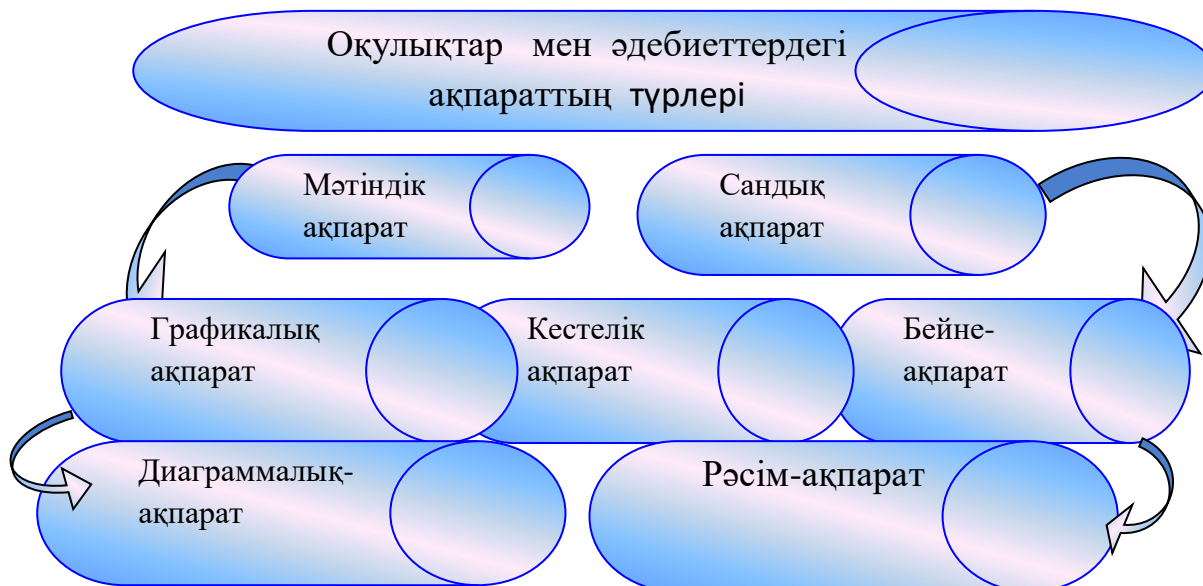 Оқулықтар мен әдебиеттердегі
ақпараттың түрлері
Мәтіндік
ақпарат
Сандық
ақпарат
Графикалық
ақпарат
Кестелік
ақпарат
Бейне-
ақпарат
Диаграммалық-
ақпарат
Рәсім-ақпарат